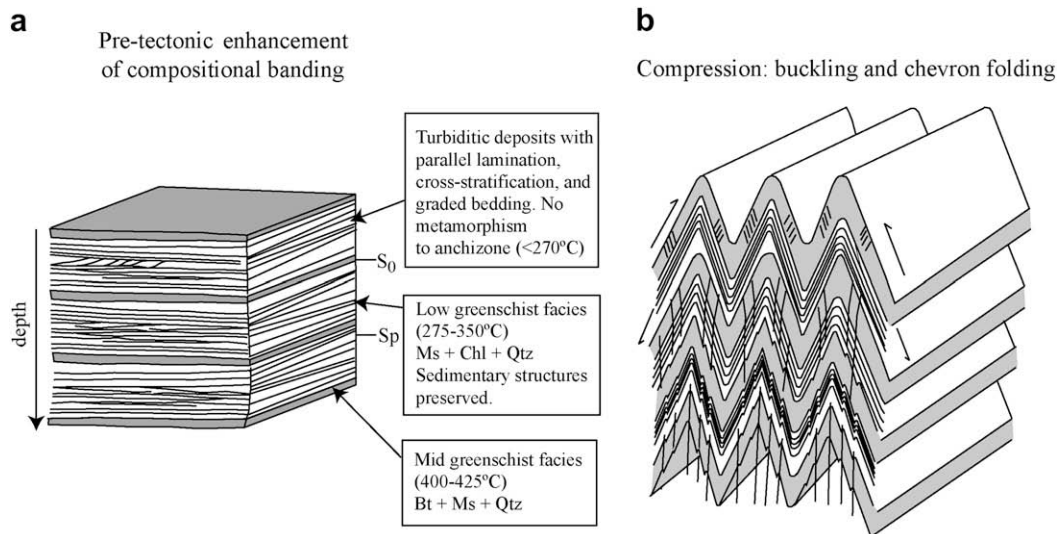 a
Pre-tectonic enhancement
of compositional banding
Turbiditic deposits with
parallel lamination,
cross-stratification, and
graded bedding. No
metamorphism
to anchizone (<270ºC)
S0
Low greenschist facies
(275-350ºC)
Ms + Chl + Qtz
Sedimentary structures
preserved.
Sp
Mid greenschist facies
(400-425ºC)
Bt + Ms + Qtz
depth
b
Compression: buckling and chevron folding